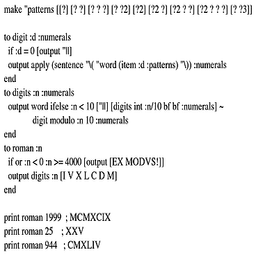 make "patterns [[?] [? ?] [? ? ?] [? ?2] [?2] [?2 ?] [?2 ? ?] [?2 ? ? ?] [? ?3]]
to digit :d :numerals
if :d = 0 [output "||]
output apply (sentence "\( "word (item :d :patterns) "\)) :numerals
end
to digits :n :numerals
output word ifelse :n < 10 ["||] [digits int :n/10 bf bf :numerals] ~
digit modulo :n 10 :numerals
end
to roman :n
if or :n < 0 :n >= 4000 [output [EX MODVS!]]
output digits :n [I V X L C D M]
end
print roman 1999 ; MCMXCIX
print roman 25 ; XXV
print roman 944 ; CMXLIV